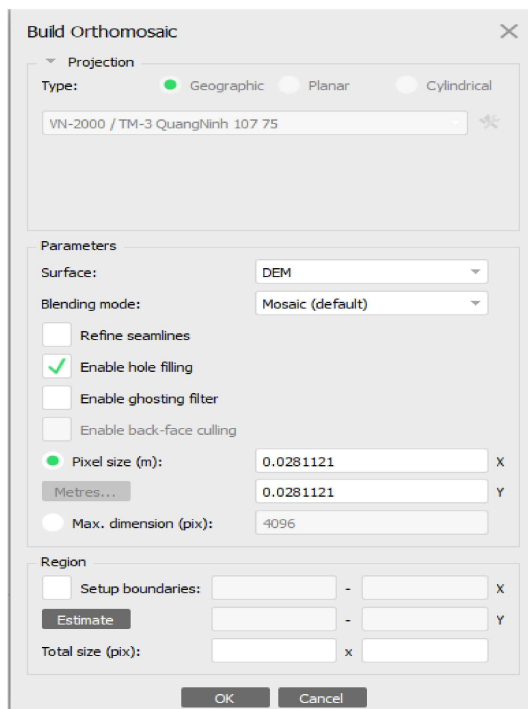 Build Orthomosaic
Projection
Type: Geographic Planar Cylindrical
VN-2000 / TM-3 QuangNinh 107 75
Parameters
Surface: DEM
Blending mode: Mosaic (default)
Refine seamlines
Enable hole filling
Enable ghosting filter
Enable back-face culling
Pixel size (m): 0.0281121 X
Metres... 0.0281121 Y
Max. dimension (pix): 4096
Region
Setup boundaries: - X
Estimate - Y
Total size (pix): x
OK Cancel